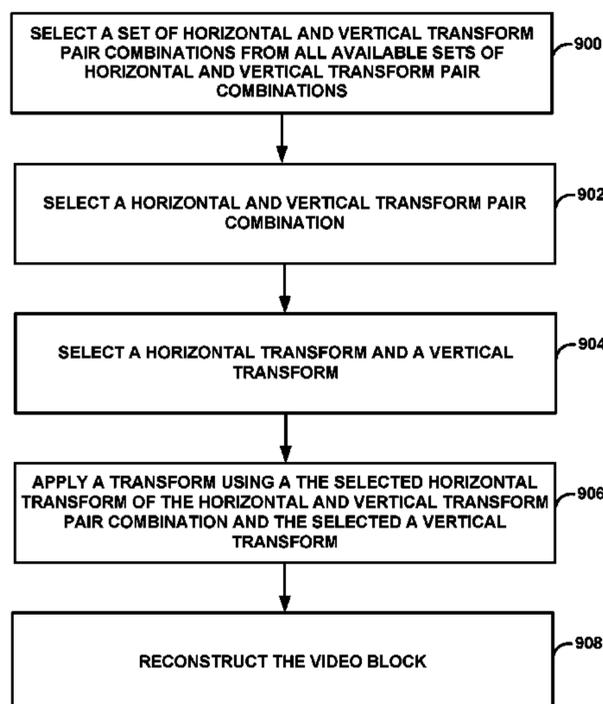 SELECT A SET OF HORIZONTAL AND VERTICAL TRANSFORM
PAIR COMBINATIONS FROM ALL AVAILABLE SETS OF
HORIZONTAL AND VERTICAL TRANSFORM PAIR
COMBINATIONS
900
SELECT A HORIZONTAL AND VERTICAL TRANSFORM PAIR
COMBINATION
902
SELECT A HORIZONTAL TRANSFORM AND A VERTICAL
TRANSFORM
904
APPLY A TRANSFORM USING A THE SELECTED HORIZONTAL
TRANSFORM OF THE HORIZONTAL AND VERTICAL TRANSFORM
PAIR COMBINATION AND THE SELECTED A VERTICAL
TRANSFORM
906
RECONSTRUCT THE VIDEO BLOCK
908